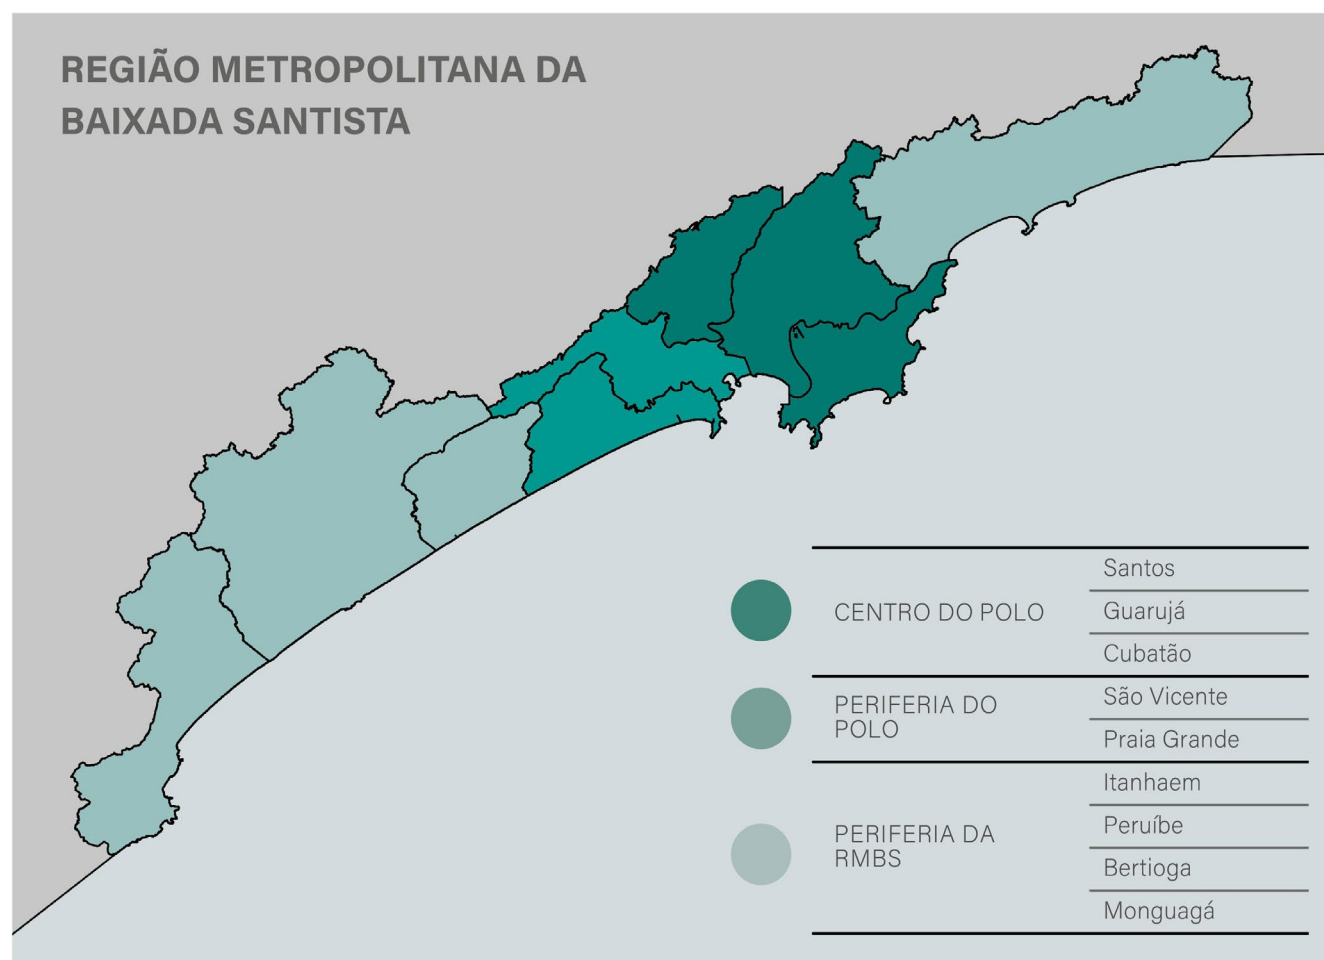 REGIÃO METROPOLITANA DA
BAIXADA SANTISTA
CENTRO DO POLO
Santos
Guarujá
Cubatão
PERIFERIA DO
POLO
São Vicente
Praia Grande
PERIFERIA DA
RMBS
Itanhaem
Peruíbe
Bertioga
Monguagá